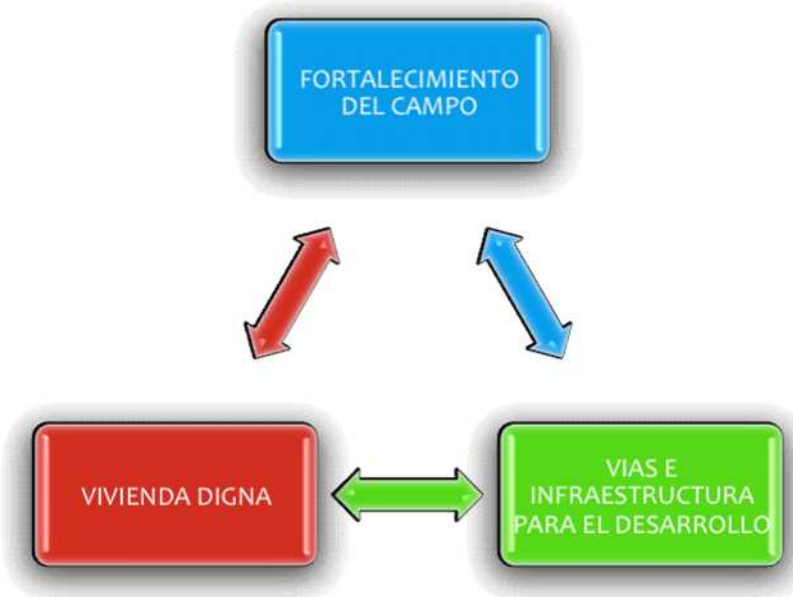 FORTALECIMIENTO
DEL CAMPO
VIVIENDA DIGNA
VIAS E
INFRAESTRUCTURA
PARA EL DESARROLLO